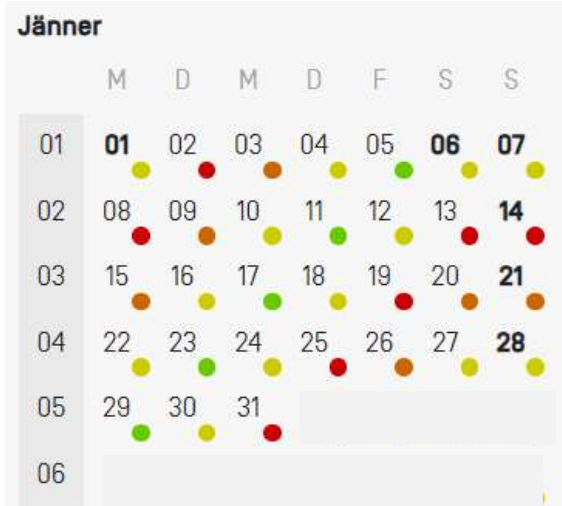 Jänner
M D M D F S S
01 01 02 03 04 05 06 07
02 08 09 10 11 12 13 14
03 15 16 17 18 19 20 21
04 22 23 24 25 26 27 28
05 29 30 31
06